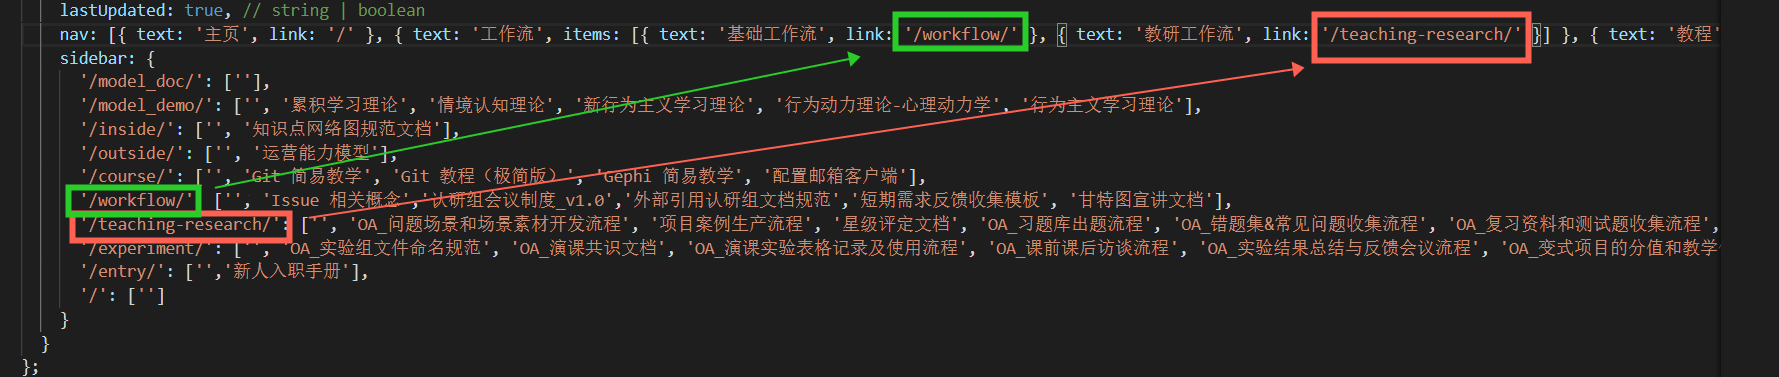 lastUpdated: true, // string | boolean
nav: [{ text: '主页', link: '/' }, { text: '工作流', items: [{ text: '基础工作流', link: '/workflow/' }, { text: '教研工作流', link: '/teaching-research/' }] }, { text: '教程'
sidebar: {
'/model_doc/': [''],
'/model_demo/': ['', '累积学习理论', '情境认知理论', '新行为主义学习理论', '行为动力理论-心理动力学', '行为主义学习理论'],
'/inside/': ['', '知识点网络图规范文档'],
'/outside/': ['', '运营能力模型'],
'/course/': ['', 'Git 简易教学', 'Git 教程（极简版）', 'Gephi 简易教学', '配置邮箱客户端'],
'/workflow/': ['', 'Issue 相关概念','认研组会议制度_v1.0','外部引用认研组文档规范','短期需求反馈收集模板', '甘特图宣讲文档'],
'/teaching-research/': ['', 'OA_问题场景和场景素材开发流程', '项目案例生产流程', '星级评定文档', 'OA_习题库出题流程', 'OA_错题集&常见问题收集流程', 'OA_复习资料和测试题收集流程',
'/experiment/': ['', 'OA_实验组文件命名规范', 'OA_演课共识文档', 'OA_演课实验表格记录及使用流程', 'OA_课前课后访谈流程', 'OA_实验结果总结与反馈会议流程', 'OA_变式项目的分值和教学
'/entry/': ['','新人入职手册'],
'/': ['']
}
}
};